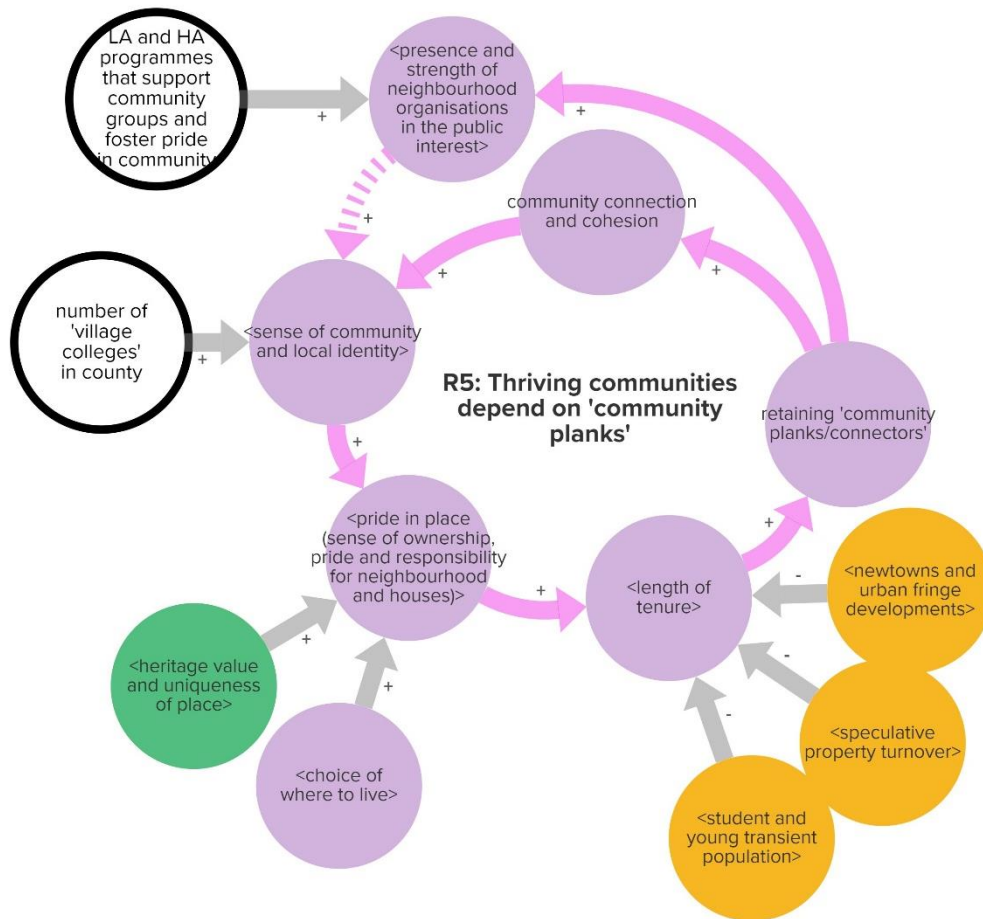 LA and HA
programmes
that support
community
groups and
foster pride
in community
+
<presence and
strength of
neighbourhood
organisations
in the public
interest>
+
+
community connection
and cohesion
+
+
number of
'village
colleges'
in county
+
<sense of community
and local identity>
+
R5: Thriving communities
depend on 'community
planks'
retaining 'community
planks/connectors'
+
<pride in place
(sense of ownership,
pride and responsibility
for neighbourhood
and houses)>
+
<length of
tenure>
-
<newtowns and
urban fringe
developments>
+
<heritage value
and uniqueness
of place>
+
<choice of
where to live>
-
<speculative
property turnover>
-
<student and
young transient
population>